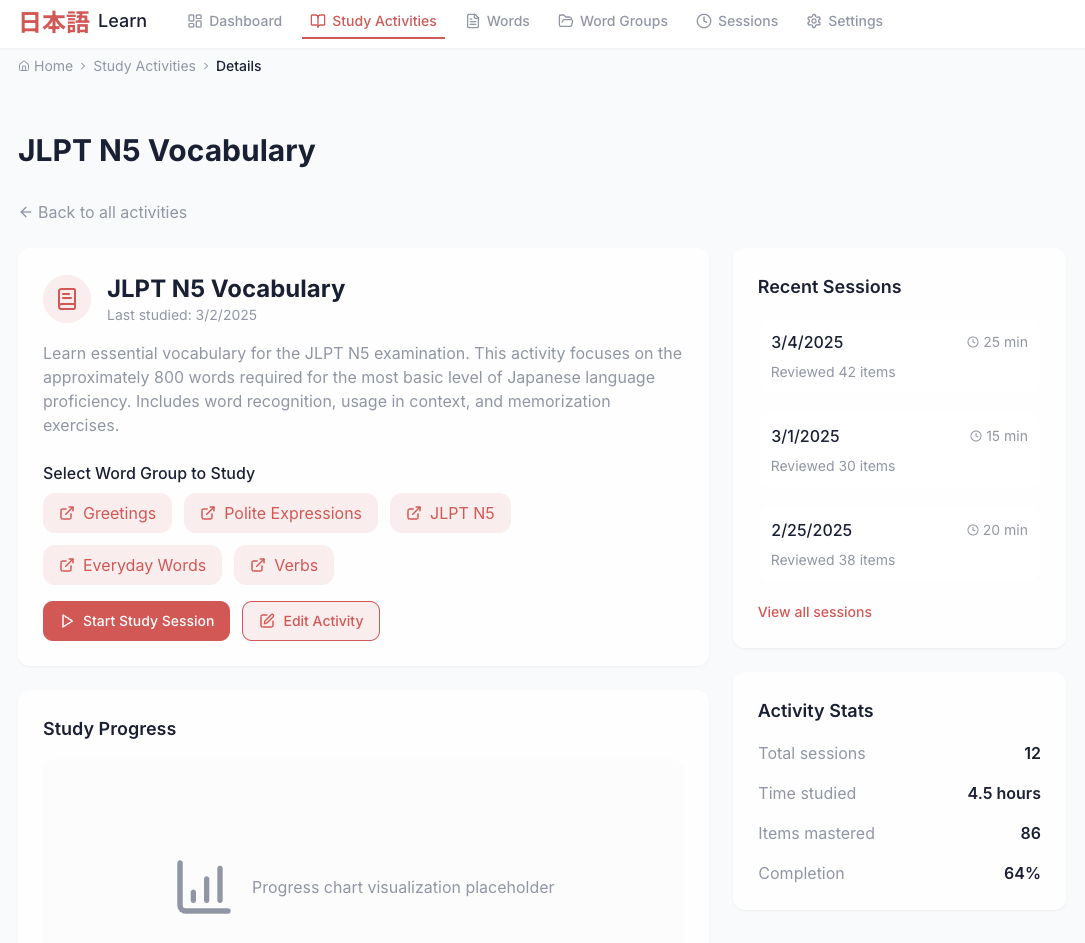 日本語 Learn Dashboard Study Activities Words Word Groups Sessions Settings
Home > Study Activities > Details
JLPT N5 Vocabulary
← Back to all activities
JLPT N5 Vocabulary
Last studied: 3/2/2025
Learn essential vocabulary for the JLPT N5 examination. This activity focuses on the
approximately 800 words required for the most basic level of Japanese language
proficiency. Includes word recognition, usage in context, and memorization
exercises.
Select Word Group to Study
Greetings Polite Expressions JLPT N5
Everyday Words Verbs
Start Study Session Edit Activity
Study Progress
Progress chart visualization placeholder
Recent Sessions
3/4/2025 25 min
Reviewed 42 items
3/1/2025 15 min
Reviewed 30 items
2/25/2025 20 min
Reviewed 38 items
View all sessions
Activity Stats
Total sessions 12
Time studied 4.5 hours
Items mastered 86
Completion 64%